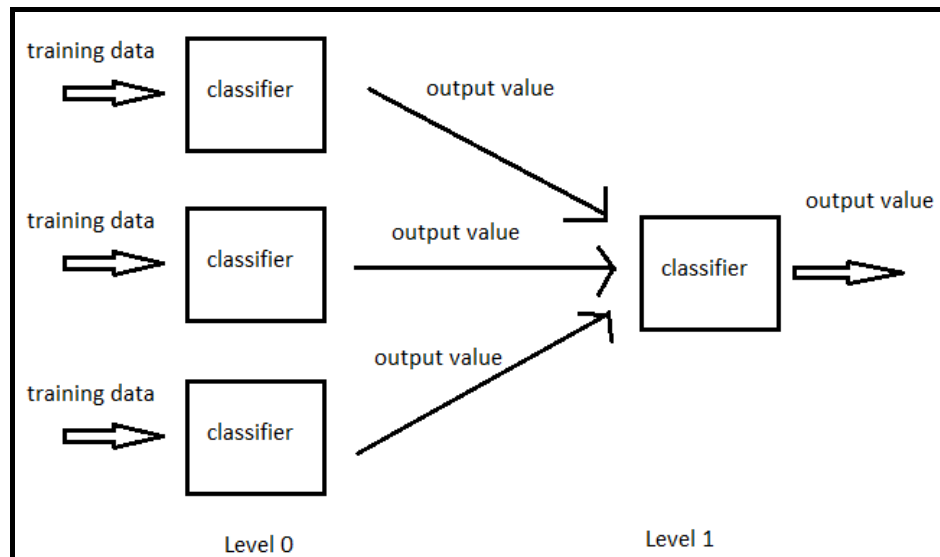 training data
classifier
output value
training data
classifier
output value
output value
classifier
training data
classifier
output value
Level 0
Level 1